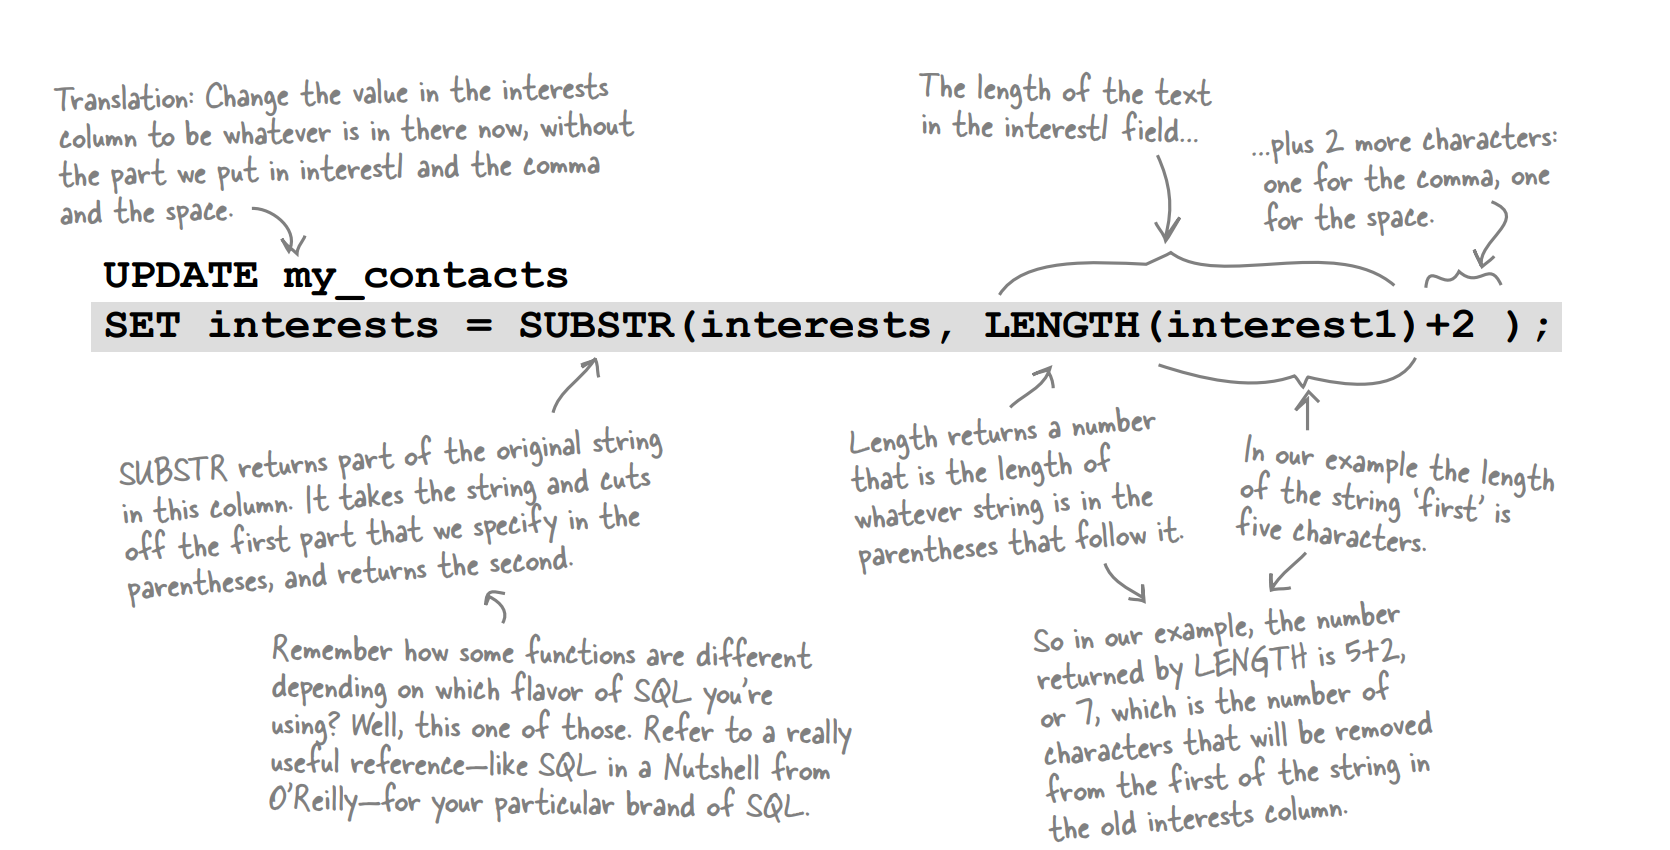 Translation: Change the value in the interests
column to be whatever is in there now, without
the part we put in interest1 and the comma
and the space.
The length of the text
in the interest1 field...
...plus 2 more characters:
one for the comma, one
for the space.
UPDATE my_contacts
SET interests = SUBSTR(interests, LENGTH(interest1)+2 );
SUBSTR returns part of the original string
in this column. It takes the string and cuts
off the first part that we specify in the
parentheses, and returns the second.
Remember how some functions are different
depending on which flavor of SQL you're
using? Well, this one of those. Refer to a really
useful reference—like SQL in a Nutshell from
O'Reilly—for your particular brand of SQL.
Length returns a number
that is the length of
whatever string is in the
parentheses that follow it.
In our example the length
of the string 'first' is
five characters.
So in our example, the number
returned by LENGTH is 5+2,
or 7, which is the number of
characters that will be removed
from the first of the string in
the old interests column.